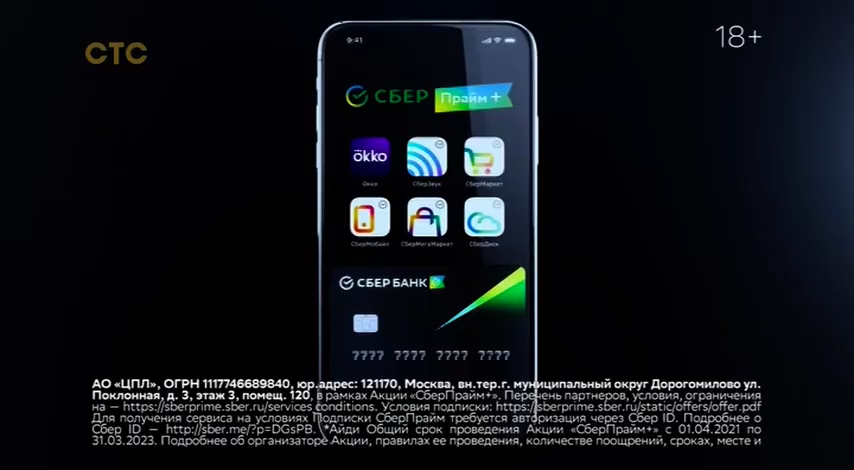 СТС
18+
9:41
СБЕР Прайм+
okko
Окко
СберЗвук
СберМаркет
СберМобайл
СберМегаМаркет
СберДиск
СБЕР БАНК
7777 7777 7777 7777
АО «ЦПЛ», ОГРН 1117746689840, юр.адрес: 121170, Москва, вн.тер.г. муниципальный округ Дорогомилово ул.
Поклонная, д. 3, этаж 3, помещ. 120, в рамках Акции «СберПрайм+». Перечень партнеров, условия, ограничения
на — https://sberprime.sber.ru/services conditions. Условия подписки: https://sberprime.sber.ru/static/offers/offer.pdf
Для получения сервиса на условиях Подписки СберПрайм требуется авторизация через Сбер ID. Подробнее о
Сбер ID — http://sber.me/?p=DGsPB. *Айди Общий срок проведения Акции «СберПрайм+» с 01.04.2021 по
31.03.2023. Подробнее об организаторе Акции, правилах ее проведения, количестве поощрений, сроках, месте и